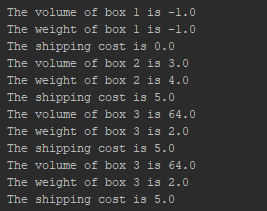 The volume of box 1 is -1.0
The weight of box 1 is -1.0
The shipping cost is 0.0
The volume of box 2 is 3.0
The weight of box 2 is 4.0
The shipping cost is 5.0
The volume of box 3 is 64.0
The weight of box 3 is 2.0
The shipping cost is 5.0
The volume of box 3 is 64.0
The weight of box 3 is 2.0
The shipping cost is 5.0